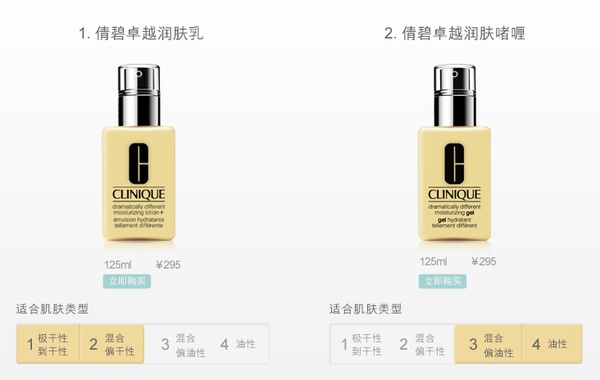 1. 倩碧卓越润肤乳
2. 倩碧卓越润肤啫喱
CLINIQUE
dramatically different
moisturizing lotion+
émulsion hydratante
tellement différente
CLINIQUE
dramatically different
moisturizing gel
gel hydratant
tellement différent
125ml ¥295
立即购买
125ml ¥295
立即购买
适合肌肤类型
1 极干性
到干性
2 混合
偏干性
3 混合
偏油性
4 油性
适合肌肤类型
1 极干性
到干性
2 混合
偏干性
3 混合
偏油性
4 油性